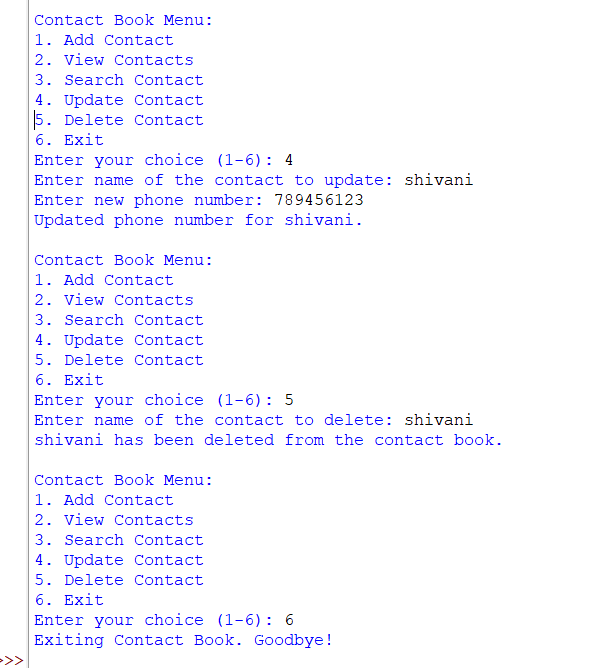 Contact Book Menu:
1. Add Contact
2. View Contacts
3. Search Contact
4. Update Contact
5. Delete Contact
6. Exit
Enter your choice (1-6): 4
Enter name of the contact to update: shivani
Enter new phone number: 789456123
Updated phone number for shivani.

Contact Book Menu:
1. Add Contact
2. View Contacts
3. Search Contact
4. Update Contact
5. Delete Contact
6. Exit
Enter your choice (1-6): 5
Enter name of the contact to delete: shivani
shivani has been deleted from the contact book.

Contact Book Menu:
1. Add Contact
2. View Contacts
3. Search Contact
4. Update Contact
5. Delete Contact
6. Exit
Enter your choice (1-6): 6
Exiting Contact Book. Goodbye!
>>>